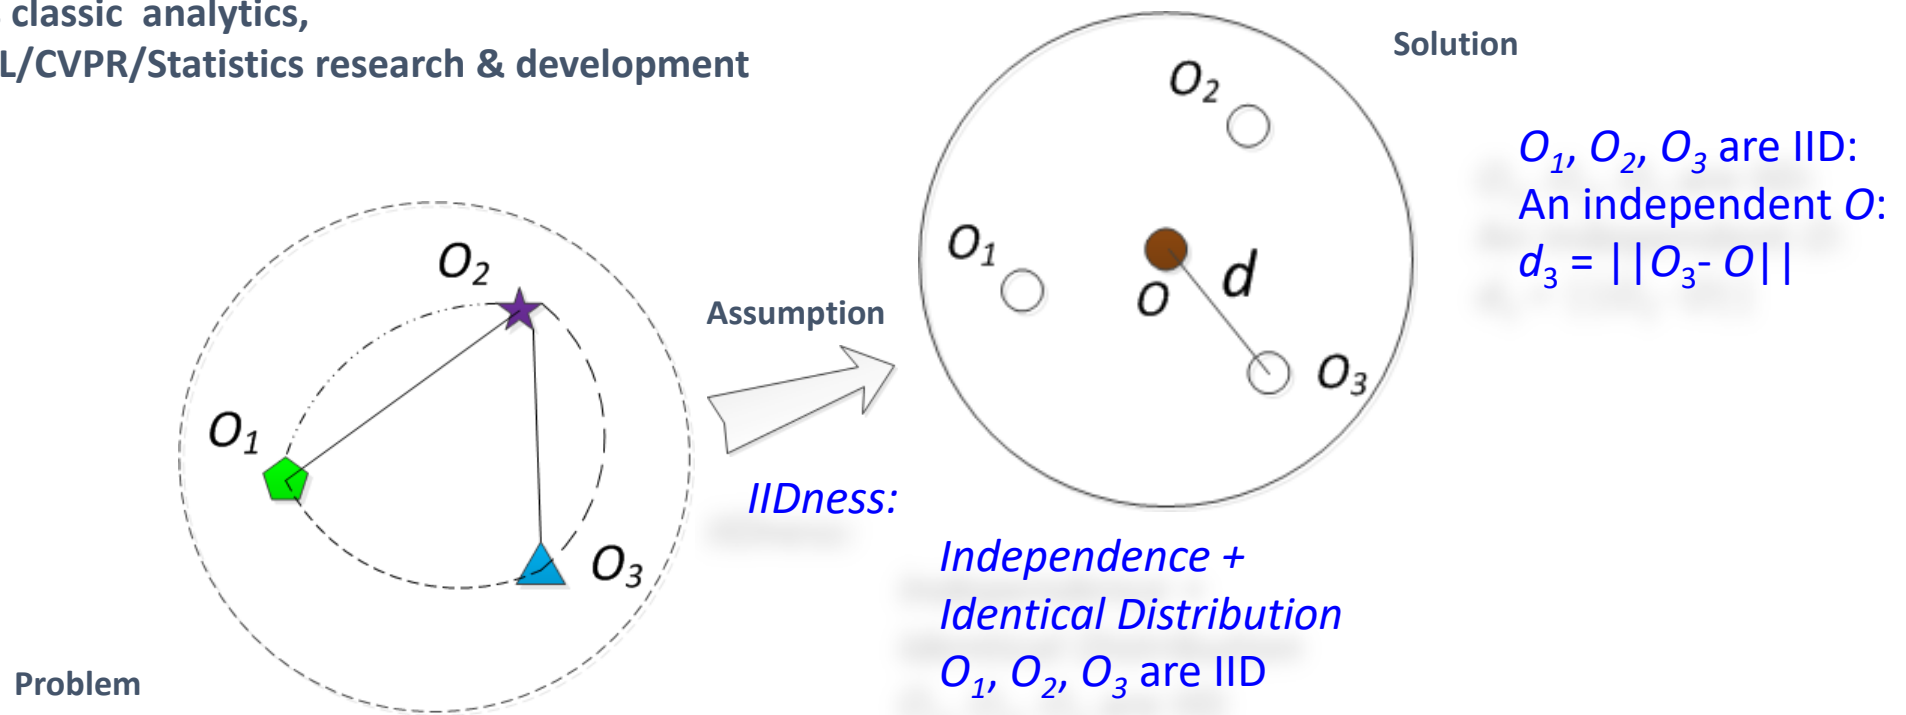 classic analytics,
L/CVPR/Statistics research & development
Solution
O2
O1, O2, O3 are IID:
An independent O:
d3 = ||O3- O||
O1
d
O
O3
O2
Assumption
O1
O3
IIDness:
Independence +
Identical Distribution
O1, O2, O3 are IID
Problem